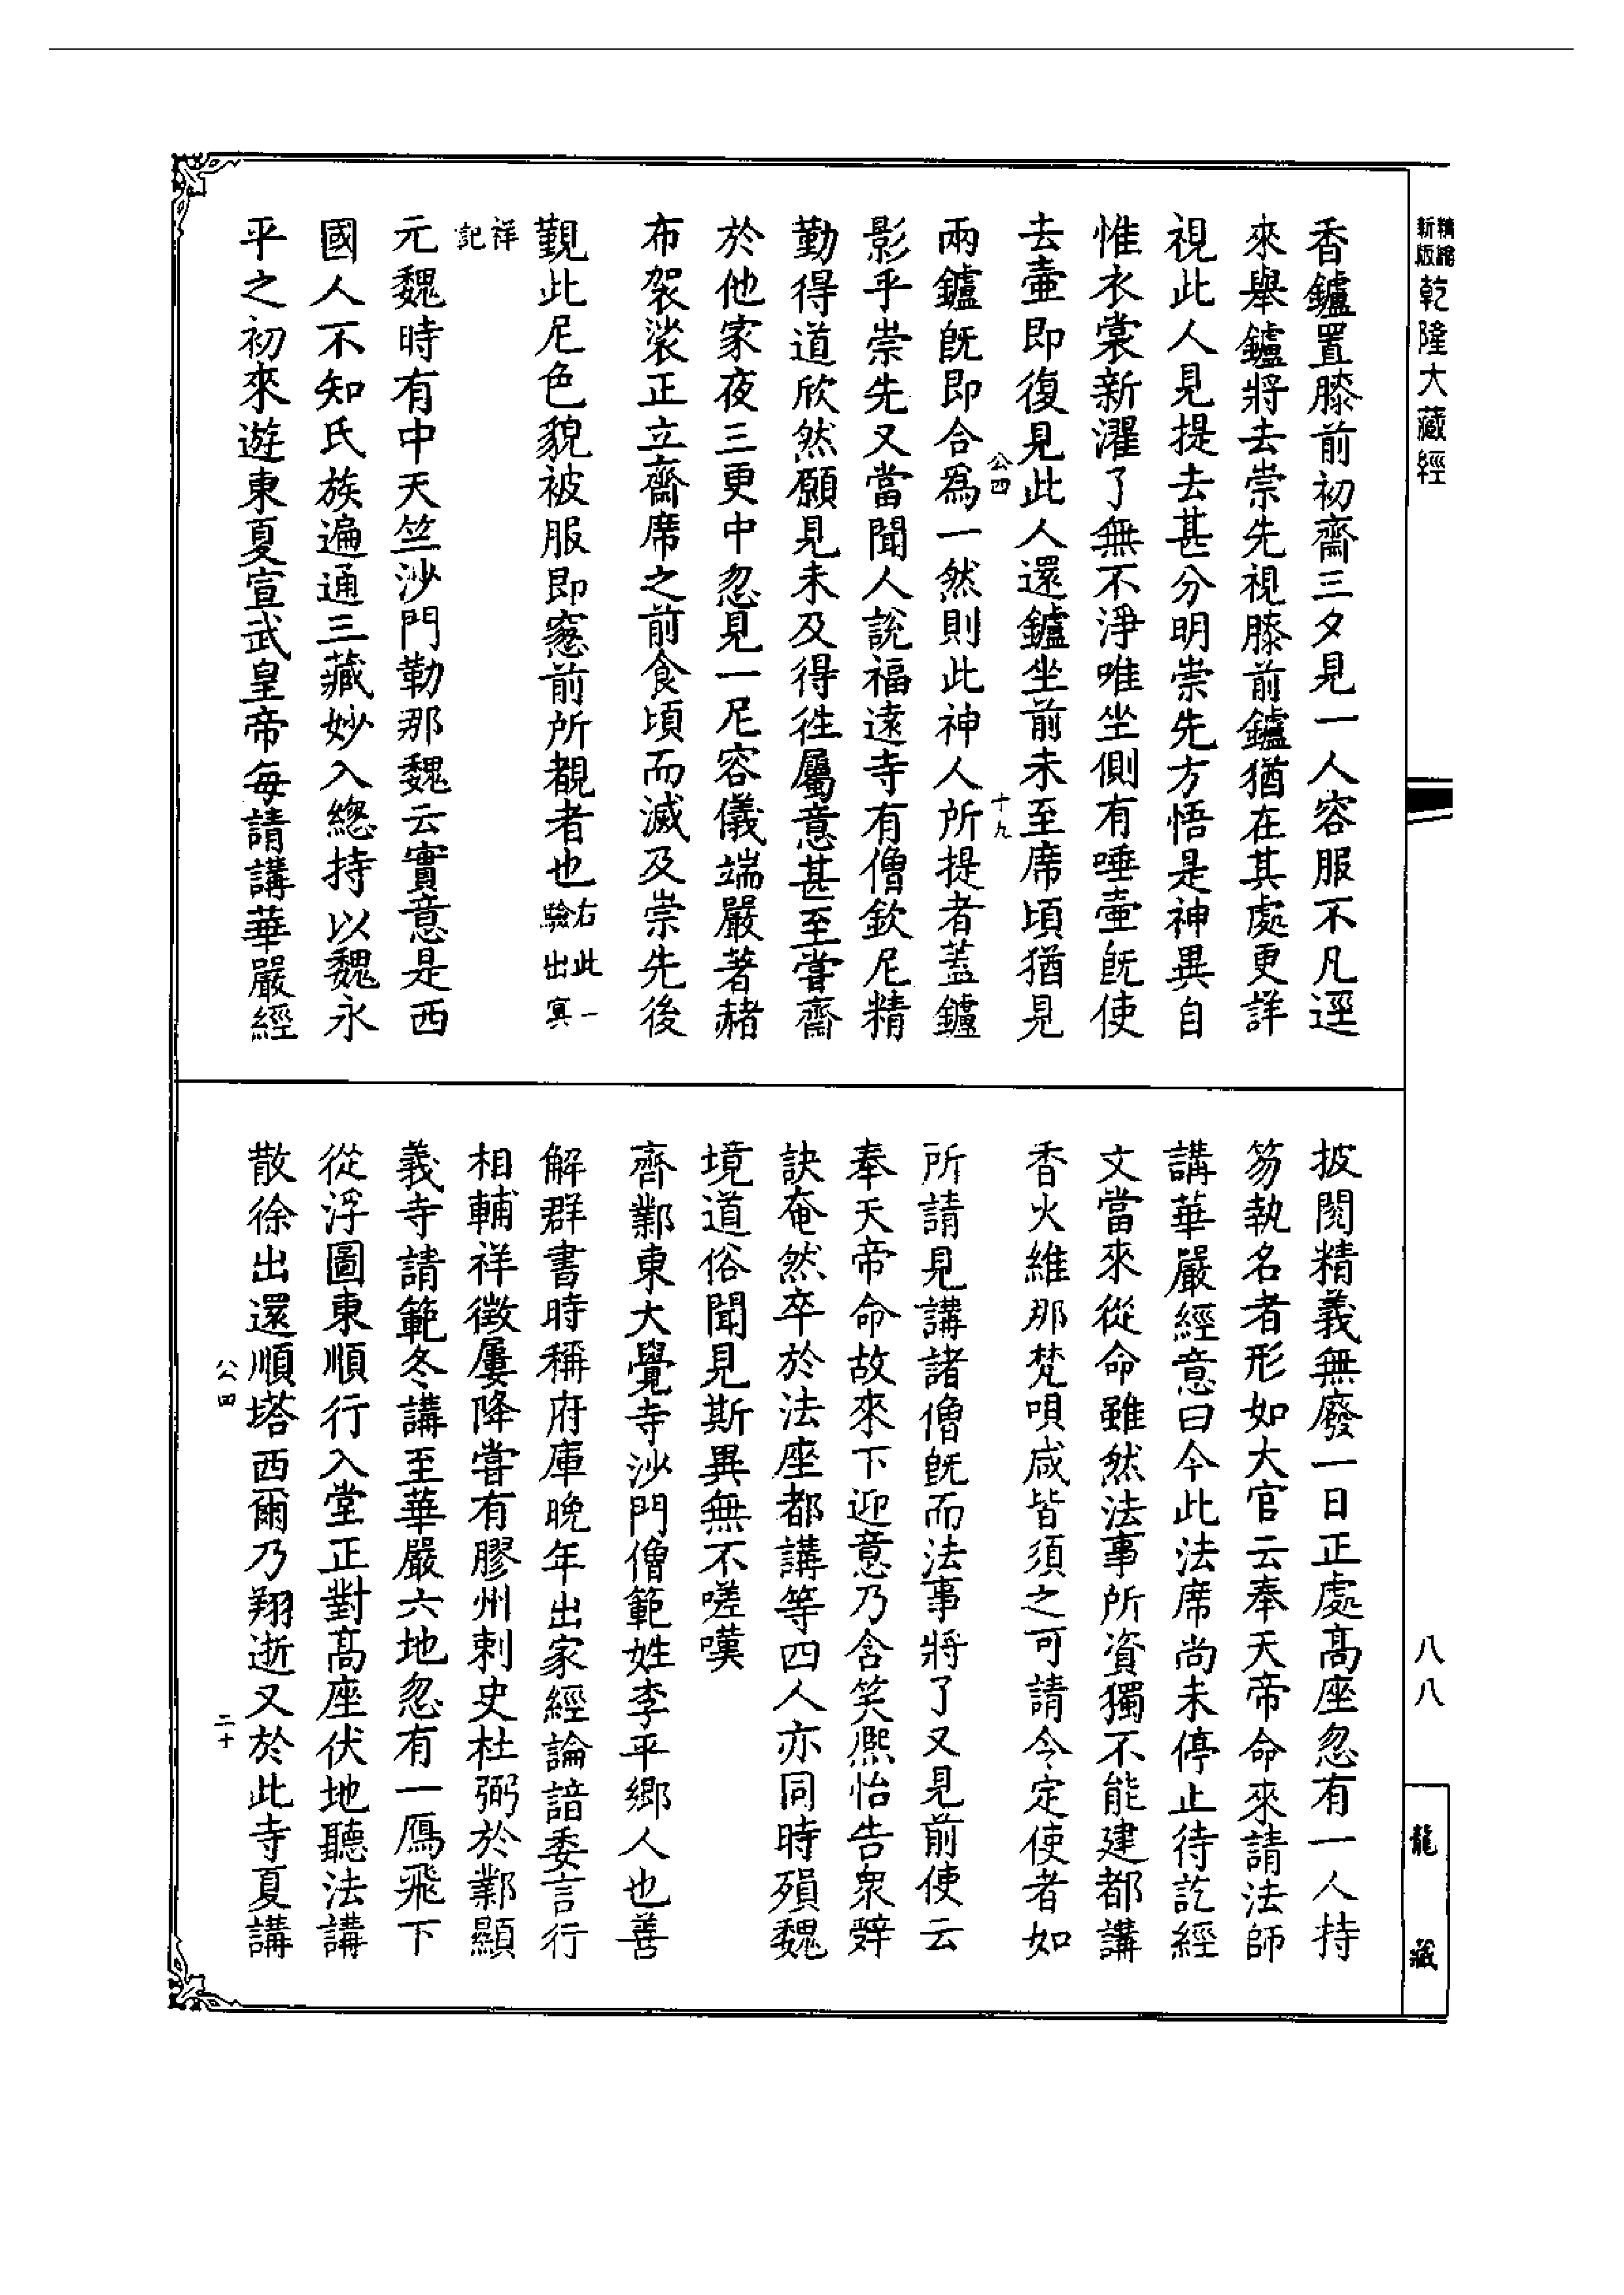 精縮新版乾隆大藏經
香鑪置膝前初齋三夕見一人容服不凡逕
來舉鑪將去崇先視膝前鑪猶在其處更詳
視此人見提去甚分明崇先方悟是神異自
惟衣裳新濯了無不淨唯坐側有唾壷旣使
去壷即復見此人還鑪坐前未至席頃猶見
公四 十九
兩鑪旣即合爲一然則此神人所提者蓋鑪
影乎崇先又當聞人說福遠寺有僧欽尼精
勤得道欣然願見未及得徃屬意甚至嘗齋
於他家夜三更中忽見一尼容儀端嚴著赭
布袈裟正立齋席之前食頃而滅及崇先後
覲此尼色貌被服即窻前所覩者也右此一驗出冥
祥記
元魏時有中天竺沙門勒那魏云實意是西
國人不知氏族遍通三藏妙入總持以魏永
平之初來遊東夏宣武皇帝每請講華嚴經
披閱精義無廢一日正處髙座忽有一人持
笏執名者形如大官云奉天帝命來請法師
講華嚴經意曰今此法席尚未停止待訖經
文當來從命雖然法事所資獨不能建都講
香火維那梵唄咸皆須之可請令定使者如
所請見講諸僧旣而法事將了又見前使云
奉天帝命故來下迎意乃含笑熈怡告衆辤
訣奄然卒於法座都講等四人亦同時殞魏
境道俗聞見斯異無不嗟嘆
齊鄴東大覺寺沙門僧範姓李平鄉人也善
解群書時稱府庫晚年出家經論諳委言行
相輔祥徴屢降嘗有膠州刺史杜弼於鄴顯
義寺請範冬講至華嚴六地忽有一鴈飛下
從浮圖東順行入堂正對髙座伏地聽法講
散徐出還順塔西爾乃翔逝又於此寺夏講
公四 二十
八八
龍藏